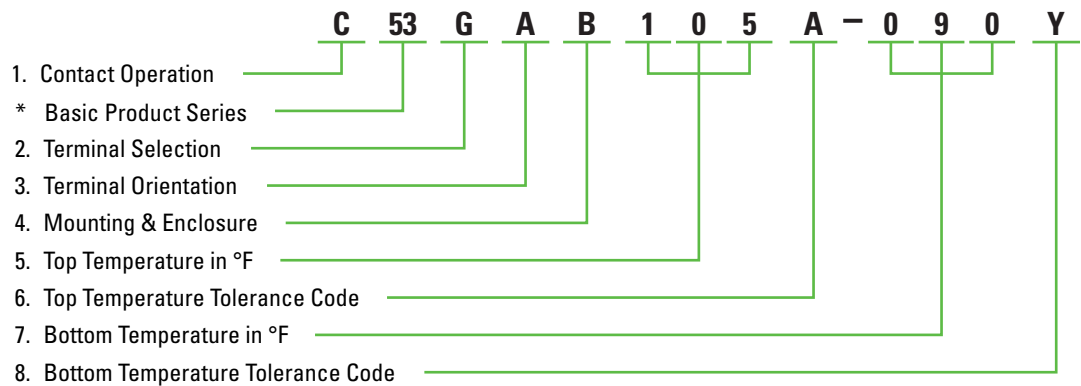 C 53 G A B 1 0 5 A – 0 9 0 Y
1. Contact Operation
* Basic Product Series
2. Terminal Selection
3. Terminal Orientation
4. Mounting & Enclosure
5. Top Temperature in °F
6. Top Temperature Tolerance Code
7. Bottom Temperature in °F
8. Bottom Temperature Tolerance Code